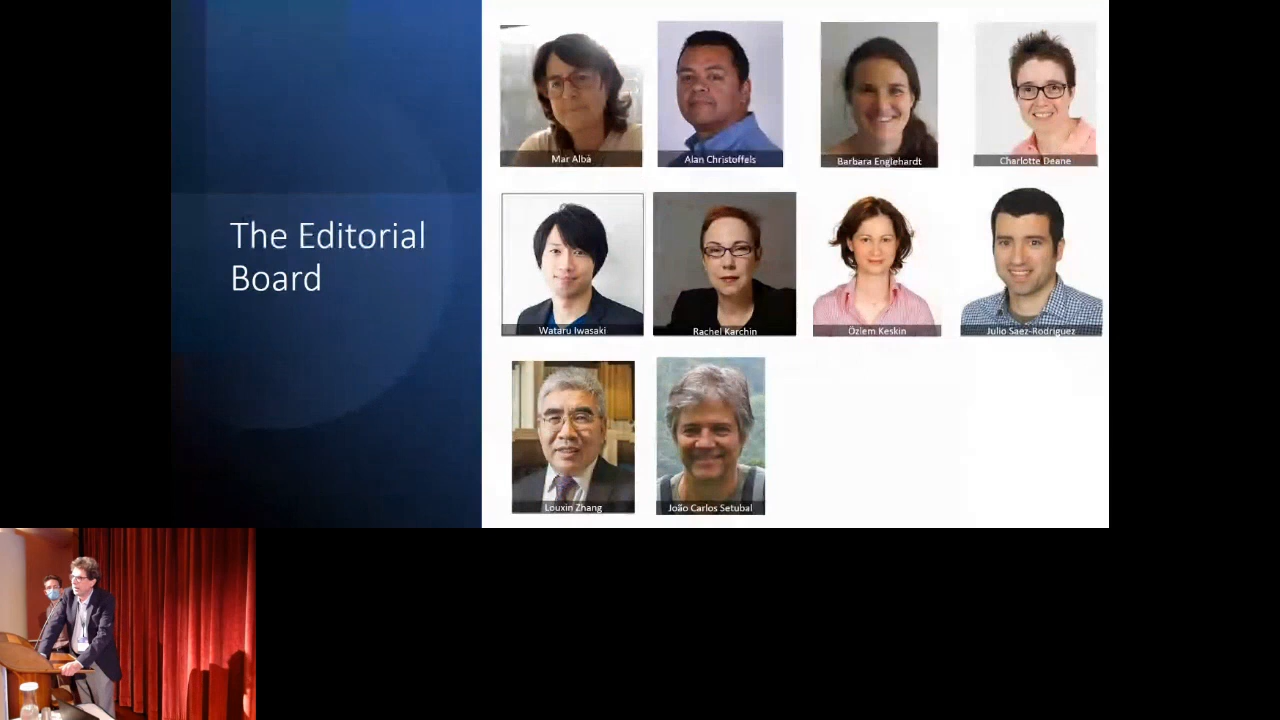 The Editorial
Board
Mar Albà
Alan Christoffels
Barbara Englehardt
Charlotte Deane
Wataru Iwasaki
Rachel Karchin
Özlem Keskin
Julio Saez-Rodriguez
Louxin Zhang
João Carlos Setubal